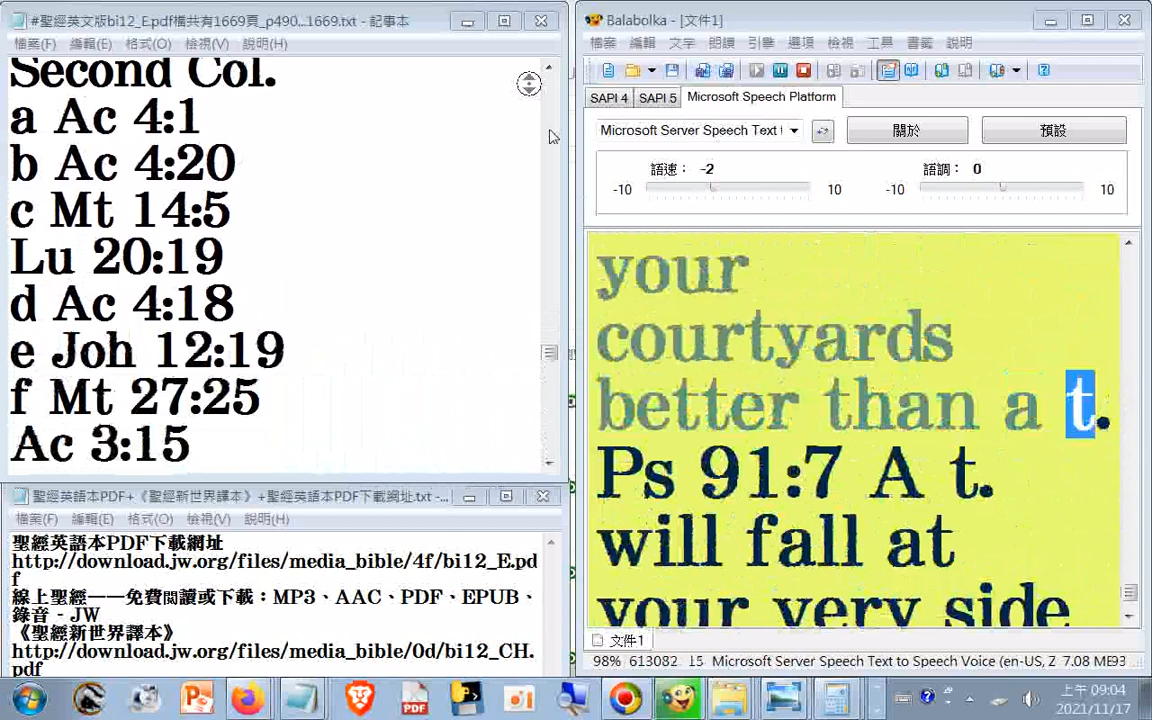 #聖經英文版bi12_E.pdf檔共有1669頁_p490...1669.txt - 記事本
檔案(F) 編輯(E) 格式(O) 檢視(V) 說明(H)
Second Col.
a Ac 4:1
b Ac 4:20
c Mt 14:5
Lu 20:19
d Ac 4:18
e Joh 12:19
f Mt 27:25
Ac 3:15
聖經英語本PDF+《聖經新世界譯本》+聖經英語本PDF下載網址.txt -...
檔案(F) 編輯(E) 格式(O) 檢視(V) 說明(H)
聖經英語本PDF下載網址
http://download.jw.org/files/media_bible/4f/bi12_E.pd
f
線上聖經——免費閱讀或下載：MP3、AAC、PDF、EPUB、
錄音 - JW
《聖經新世界譯本》
http://download.jw.org/files/media_bible/0d/bi12_CH.
pdf
Balabolka - [文件1]
檔案 編輯 文字 朗讀 引擎 選項 檢視 工具 書籤 說明
SAPI 4 SAPI 5 Microsoft Speech Platform
Microsoft Server Speech Text 關於 預設
語速： -2 語調： 0
-10 10 -10 10
your
courtyards
better than a t.
Ps 91:7 A t.
will fall at
your very side
文件1
98% 613082 15 Microsoft Server Speech Text to Speech Voice (en-US, Z 7.08 ME93
PDF
上午 09:04
2021/11/17